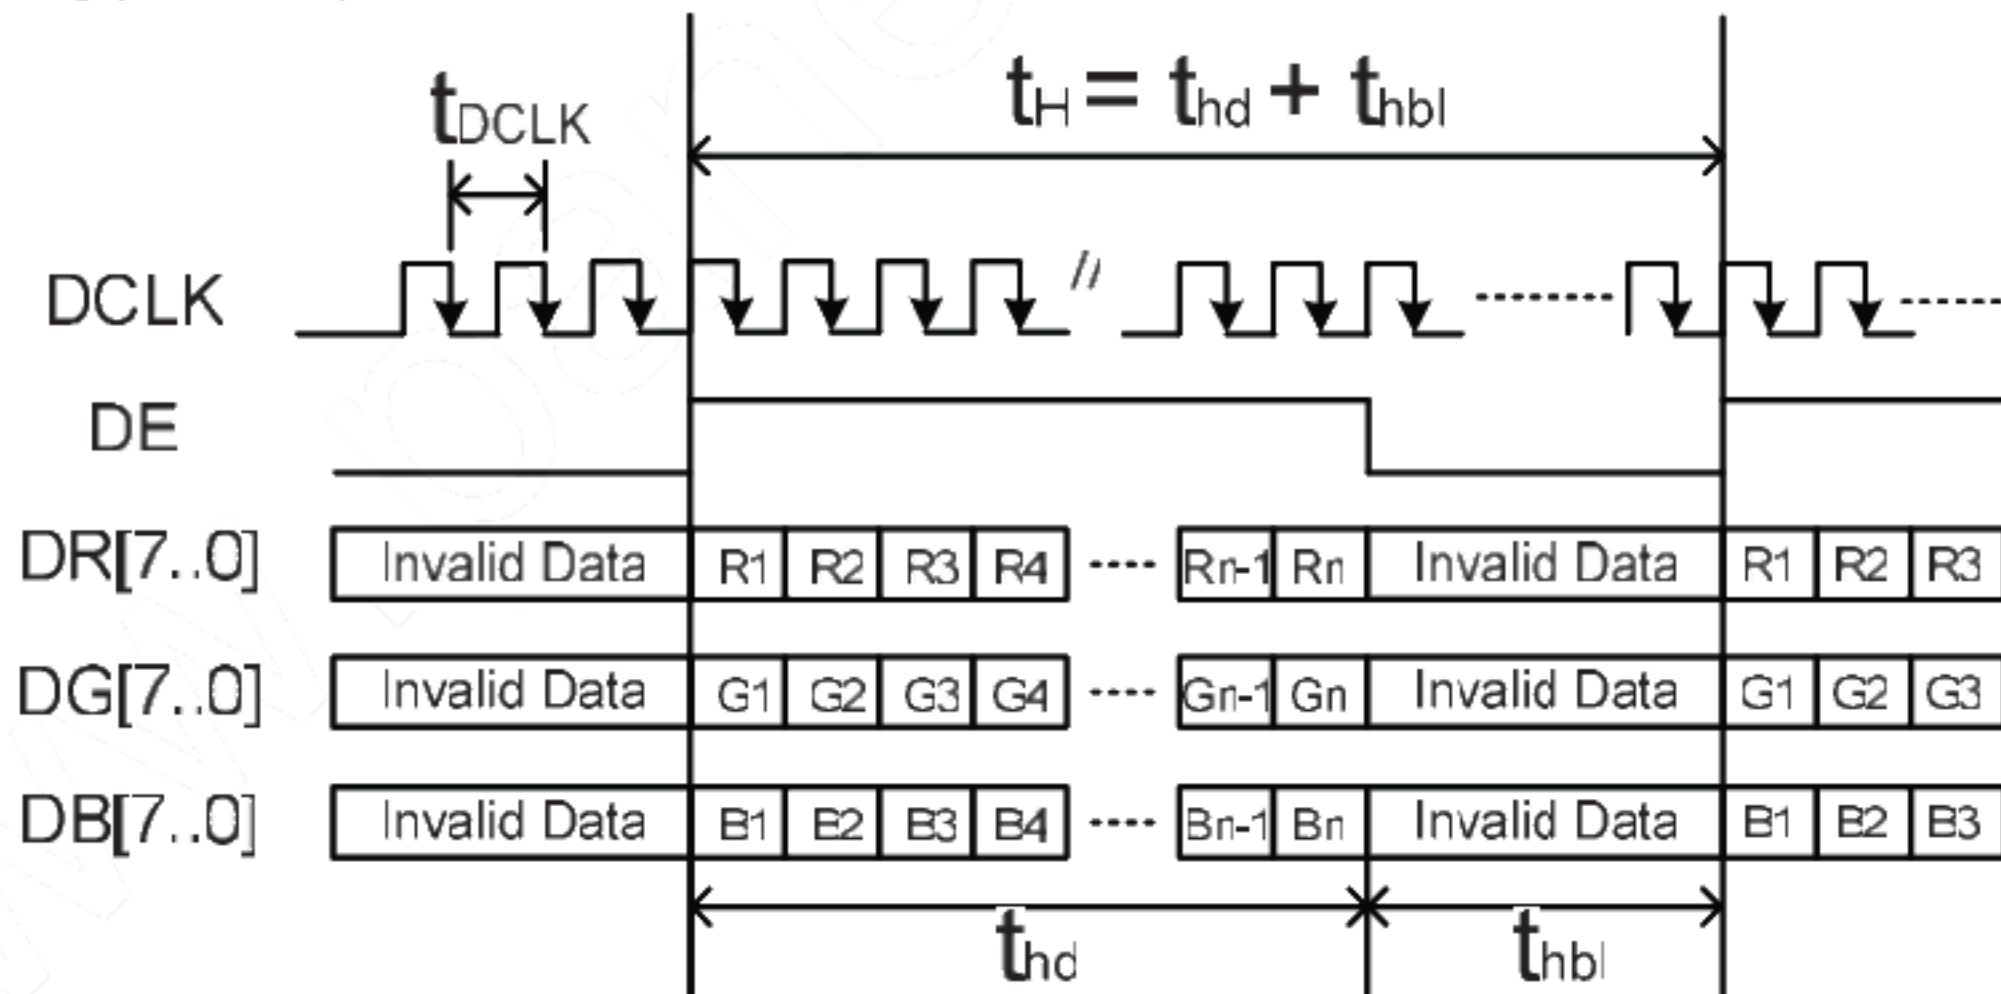 tH = thd + thbl
tDCLK
DCLK
DE
DR[7..0] Invalid Data R1 R2 R3 R4 Rn-1 Rn Invalid Data R1 R2 R3
DG[7..0] Invalid Data G1 G2 G3 G4 Gn-1 Gn Invalid Data G1 G2 G3
DB[7..0] Invalid Data B1 B2 B3 B4 Bn-1 Bn Invalid Data B1 B2 B3
thd thbl